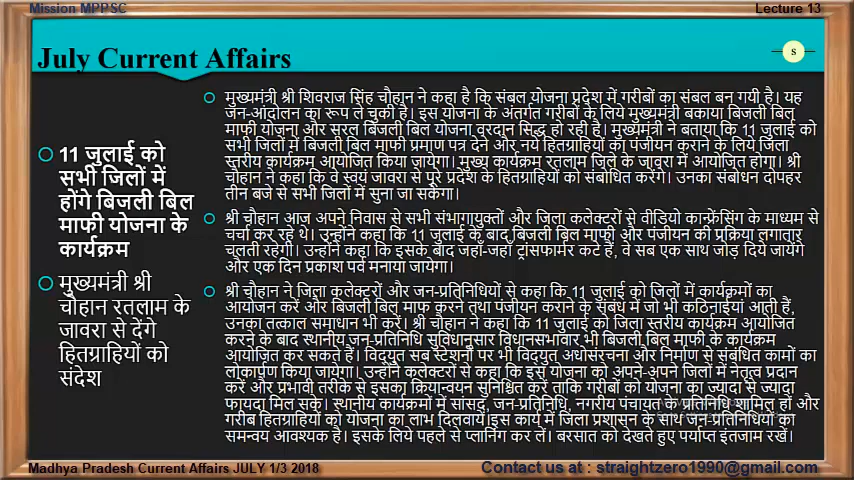 Mission MPPSC
Lecture 13
July Current Affairs
S
11 जुलाई को
सभी जिलों में
होंगे बिजली बिल
माफी योजना के
कार्यक्रम
मुख्यमंत्री श्री
चौहान रतलाम के
जावरा से देंगे
हितग्राहियों को
संदेश
मुख्यमंत्री श्री शिवराज सिंह चौहान ने कहा है कि संबल योजना प्रदेश में गरीबों का संबल बन गयी है। यह
जन-आंदोलन का रूप ले चुकी है। इस योजना के अंतर्गत गरीबों के लिये मुख्यमंत्री बकाया बिजली बिल
माफी योजना और सरल बिजली बिल योजना वरदान सिद्ध हो रही है। मुख्यमंत्री ने बताया कि 11 जुलाई को
सभी जिलों में बिजली बिल माफी प्रमाण पत्र देने और नये हितग्राहियों का पंजीयन कराने के लिये जिला
स्तरीय कार्यक्रम आयोजित किया जायेगा। मुख्य कार्यक्रम रतलाम जिले के जावरा में आयोजित होगा। श्री
चौहान ने कहा कि वे स्वयं जावरा से पूरे प्रदेश के हितग्राहियों को संबोधित करेंगे। उनका संबोधन दोपहर
तीन बजे से सभी जिलों में सुना जा सकेगा।
श्री चौहान आज अपने निवास से सभी संभागायुक्तों और जिला कलेक्टरों से वीडियो कान्फ्रेंसिंग के माध्यम से
चर्चा कर रहे थे। उन्होंने कहा कि 11 जुलाई के बाद बिजली बिल माफी और पंजीयन की प्रक्रिया लगातार
चलती रहेगी। उन्होंने कहा कि इसके बाद जहाँ-जहाँ ट्रांसफार्मर कटे हैं, वे सब एक साथ जोड़ दिये जायेंगे
और एक दिन प्रकाश पर्व मनाया जायेगा।
श्री चौहान ने जिला कलेक्टरों और जन-प्रतिनिधियों से कहा कि 11 जुलाई को जिलों में कार्यक्रमों का
आयोजन करें और बिजली बिल माफ करने तथा पंजीयन कराने के संबंध में जो भी कठिनाईयां आती हैं,
उनका तत्काल समाधान भी करें। श्री चौहान ने कहा कि 11 जुलाई को जिला स्तरीय कार्यक्रम आयोजित
करने के बाद स्थानीय जन-प्रतिनिधि सुविधानुसार विधानसभावार भी बिजली बिल माफी के कार्यक्रम
आयोजित कर सकते हैं। विद्युत सब स्टेशनों पर भी विद्युत अधोसंरचना और निर्माण से संबंधित कामों का
लोकार्पण किया जायेगा। उन्होंने कलेक्टरों से कहा कि इस योजना को अपने-अपने जिलों में नेतृत्व प्रदान
करें और प्रभावी तरीके से इसका क्रियान्वयन सुनिश्चित करें ताकि गरीबों को योजना का ज्यादा से ज्यादा
फायदा मिल सके। स्थानीय कार्यक्रमों में सांसद, जन-प्रतिनिधि, नगरीय पंचायत के प्रतिनिधि शामिल हों और
गरीब हितग्राहियों को योजना का लाभ दिलवायें।इस कार्य में जिला प्रशासन के साथ जन-प्रतिनिधियों का
समन्वय आवश्यक है। इसके लिये पहले से प्लानिंग कर लें। बरसात को देखते हुए पर्याप्त इंतजाम रखें।
Madhya Pradesh Current Affairs JULY 1/3 2018
Contact us at : straightzero1990@gmail.com